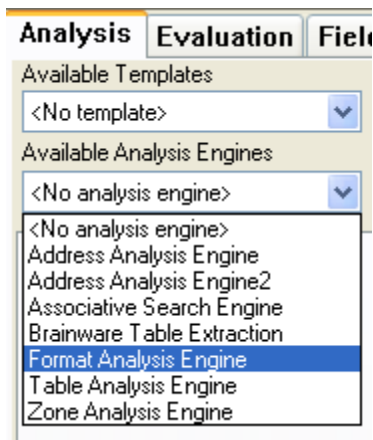 Analysis Evaluation Fiel
Available Templates
<No template>
Available Analysis Engines
<No analysis engine>
<No analysis engine>
Address Analysis Engine
Address Analysis Engine2
Associative Search Engine
Brainware Table Extraction
Format Analysis Engine
Table Analysis Engine
Zone Analysis Engine